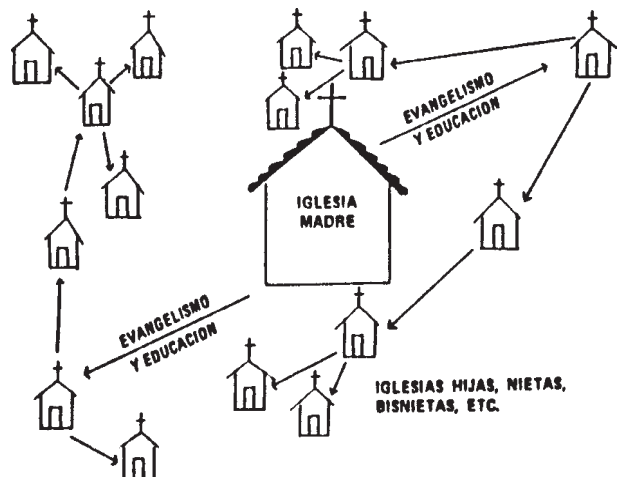 EVANGELISMO
Y EDUCACION
IGLESIA
MADRE
EVANGELISMO
Y EDUCACION
IGLESIAS HIJAS, NIETAS,
BISNIETAS, ETC.